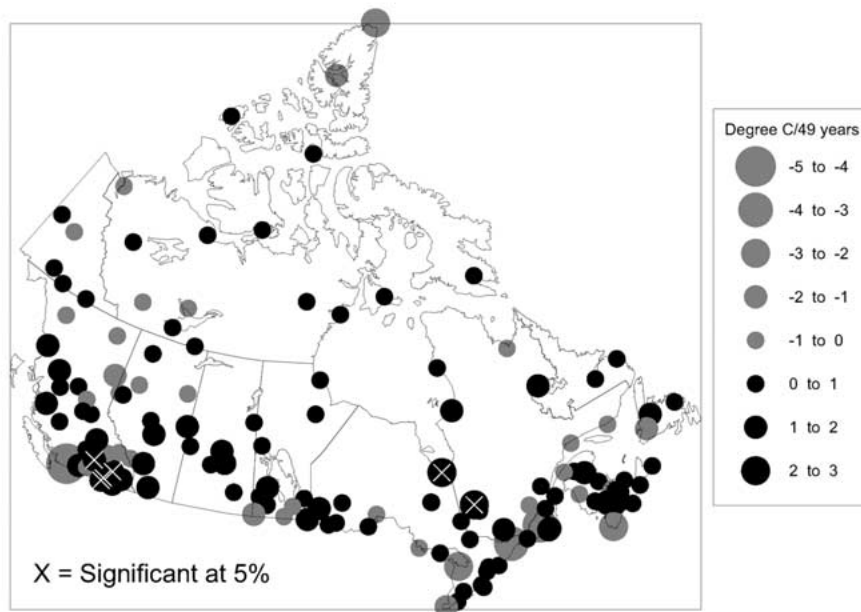 Degree C/49 years
-5 to -4
-4 to -3
-3 to -2
-2 to -1
-1 to 0
0 to 1
1 to 2
2 to 3
X = Significant at 5%